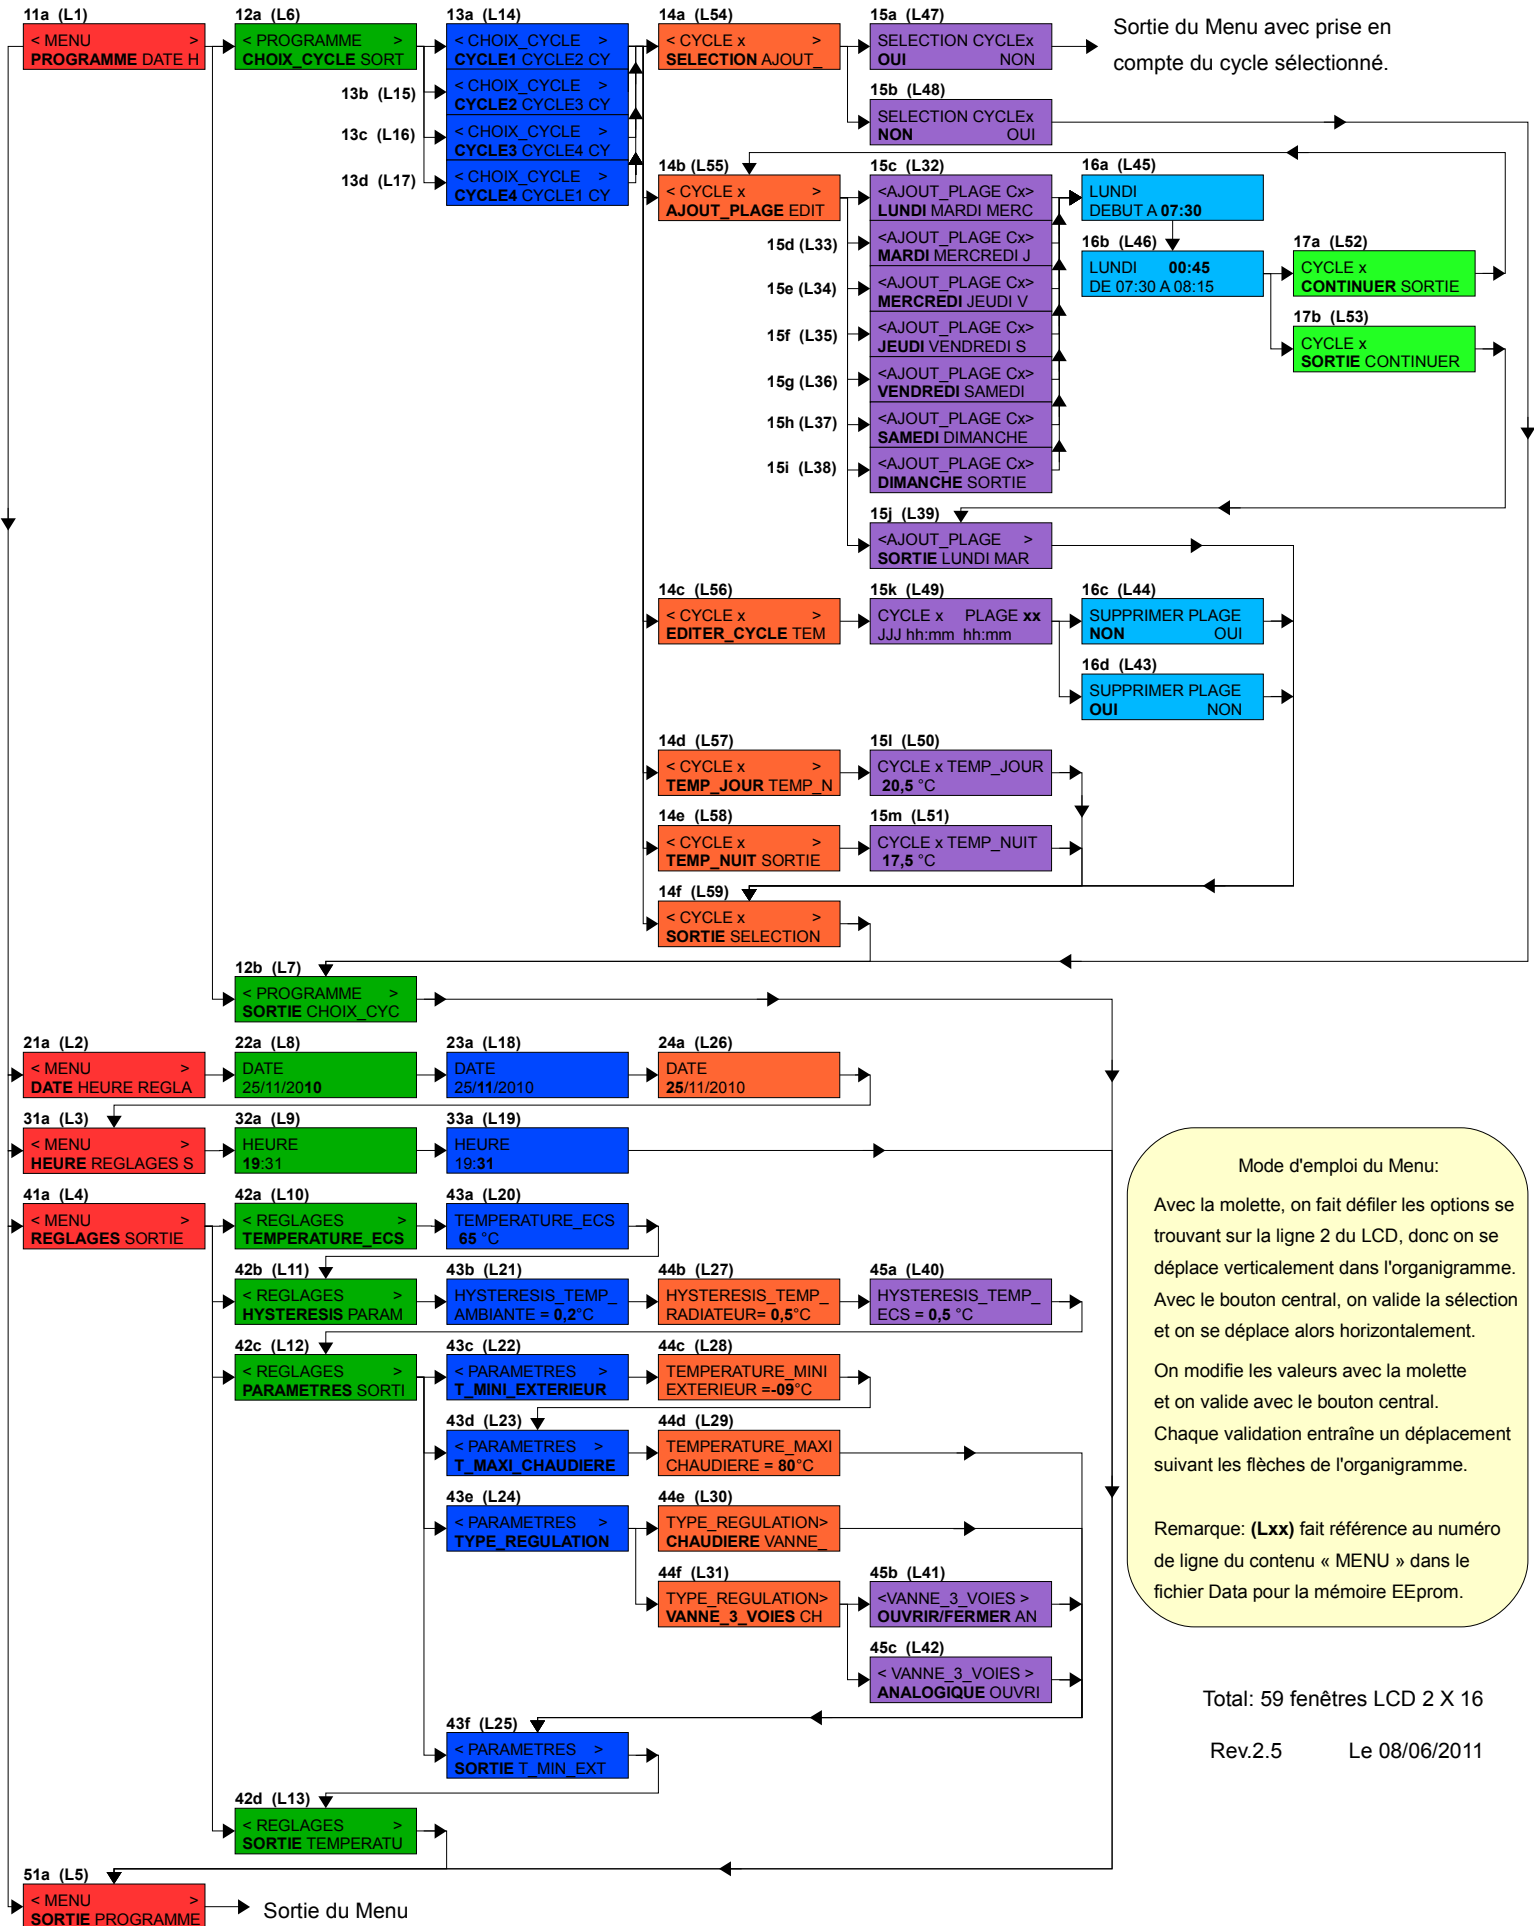 11a (L1)
< MENU >
PROGRAMME DATE H
12a (L6)
< PROGRAMME >
CHOIX_CYCLE SORT
13a (L14)
< CHOIX_CYCLE >
CYCLE1 CYCLE2 CY
13b (L15)
< CHOIX_CYCLE >
CYCLE2 CYCLE3 CY
13c (L16)
< CHOIX_CYCLE >
CYCLE3 CYCLE4 CY
13d (L17)
< CHOIX_CYCLE >
CYCLE4 CYCLE1 CY
14a (L54)
< CYCLE x >
SELECTION AJOUT_
15a (L47)
SELECTION CYCLEx
OUI NON
Sortie du Menu avec prise en
compte du cycle sélectionné.
15b (L48)
SELECTION CYCLEx
NON OUI
14b (L55)
< CYCLE x >
AJOUT_PLAGE EDIT
15c (L32)
<AJOUT_PLAGE Cx>
LUNDI MARDI MERC
15d (L33)
<AJOUT_PLAGE Cx>
MARDI MERCREDI J
15e (L34)
<AJOUT_PLAGE Cx>
MERCREDI JEUDI V
15f (L35)
<AJOUT_PLAGE Cx>
JEUDI VENDREDI S
15g (L36)
<AJOUT_PLAGE Cx>
VENDREDI SAMEDI
15h (L37)
<AJOUT_PLAGE Cx>
SAMEDI DIMANCHE
15i (L38)
<AJOUT_PLAGE Cx>
DIMANCHE SORTIE
16a (L45)
LUNDI
DEBUT A 07:30
16b (L46)
LUNDI 00:45
DE 07:30 A 08:15
17a (L52)
CYCLE x
CONTINUER SORTIE
17b (L53)
CYCLE x
SORTIE CONTINUER
15j (L39)
<AJOUT_PLAGE >
SORTIE LUNDI MAR
14c (L56)
< CYCLE x >
EDITER_CYCLE TEM
15k (L49)
CYCLE x PLAGE xx
JJJ hh:mm hh:mm
16c (L44)
SUPPRIMER PLAGE
NON OUI
16d (L43)
SUPPRIMER PLAGE
OUI NON
14d (L57)
< CYCLE x >
TEMP_JOUR TEMP_N
15l (L50)
CYCLE x TEMP_JOUR
20,5 °C
14e (L58)
< CYCLE x >
TEMP_NUIT SORTIE
15m (L51)
CYCLE x TEMP_NUIT
17,5 °C
14f (L59)
< CYCLE x >
SORTIE SELECTION
12b (L7)
< PROGRAMME >
SORTIE CHOIX_CYC
21a (L2)
< MENU >
DATE HEURE REGLA
22a (L8)
DATE
25/11/2010
23a (L18)
DATE
25/11/2010
24a (L26)
DATE
25/11/2010
31a (L3)
< MENU >
HEURE REGLAGES S
32a (L9)
HEURE
19:31
33a (L19)
HEURE
19:31
41a (L4)
< MENU >
REGLAGES SORTIE
42a (L10)
< REGLAGES >
TEMPERATURE_ECS
43a (L20)
TEMPERATURE_ECS
65 °C
42b (L11)
< REGLAGES >
HYSTERESIS PARAM
43b (L21)
HYSTERESIS_TEMP_
AMBIANTE = 0,2°C
44b (L27)
HYSTERESIS_TEMP_
RADIATEUR= 0,5°C
45a (L40)
HYSTERESIS_TEMP_
ECS = 0,5 °C
42c (L12)
< REGLAGES >
PARAMETRES SORTI
43c (L22)
< PARAMETRES >
T_MINI_EXTERIEUR
44c (L28)
TEMPERATURE_MINI
EXTERIEUR =-09°C
43d (L23)
< PARAMETRES >
T_MAXI_CHAUDIERE
44d (L29)
TEMPERATURE_MAXI
CHAUDIERE = 80°C
43e (L24)
< PARAMETRES >
TYPE_REGULATION
44e (L30)
TYPE_REGULATION>
CHAUDIERE VANNE_
44f (L31)
TYPE_REGULATION>
VANNE_3_VOIES CH
45b (L41)
<VANNE_3_VOIES >
OUVRIR/FERMER AN
45c (L42)
< VANNE_3_VOIES >
ANALOGIQUE OUVRI
43f (L25)
< PARAMETRES >
SORTIE T_MIN_EXT
42d (L13)
< REGLAGES >
SORTIE TEMPERATU
51a (L5)
< MENU >
SORTIE PROGRAMME
Sortie du Menu
Mode d'emploi du Menu:
Avec la molette, on fait défiler les options se
trouvant sur la ligne 2 du LCD, donc on se
déplace verticalement dans l'organigramme.
Avec le bouton central, on valide la sélection
et on se déplace alors horizontalement.
On modifie les valeurs avec la molette
et on valide avec le bouton central.
Chaque validation entraîne un déplacement
suivant les flèches de l'organigramme.
Remarque: (Lxx) fait référence au numéro
de ligne du contenu « MENU » dans le
fichier Data pour la mémoire EEprom.
Total: 59 fenêtres LCD 2 X 16
Rev.2.5 Le 08/06/2011